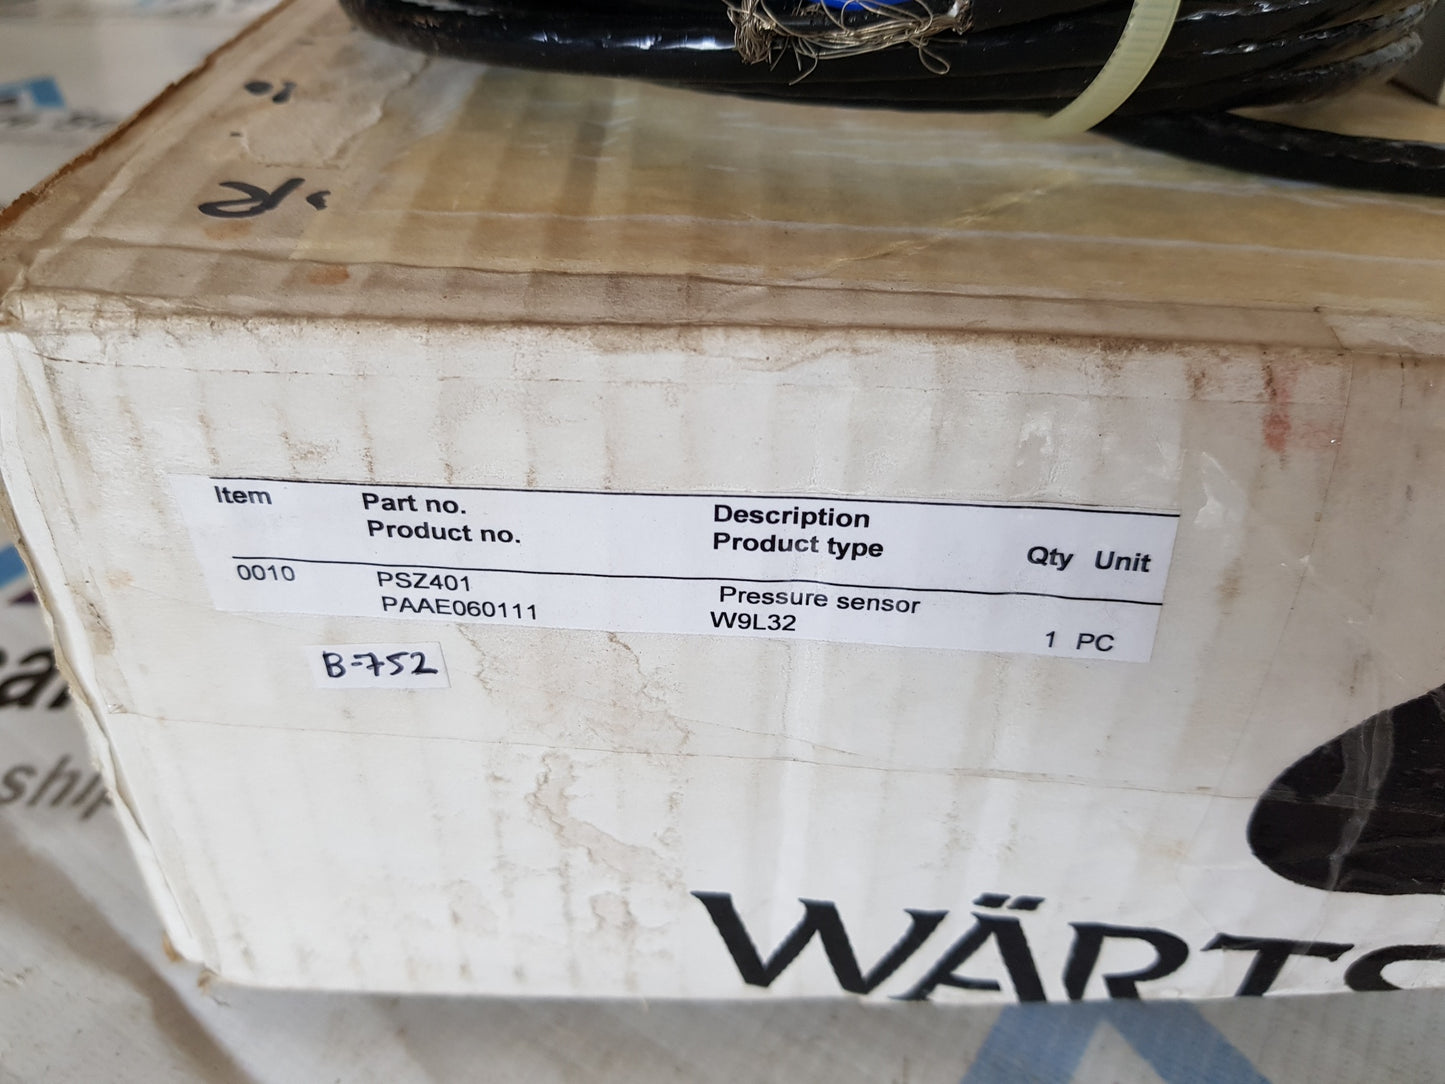 Item Part no. Description Qty Unit
Product no. Product type
0010 PSZ401 Pressure sensor 1 PC
PAAE060111 W9L32
B-752
WÄRTS
ship